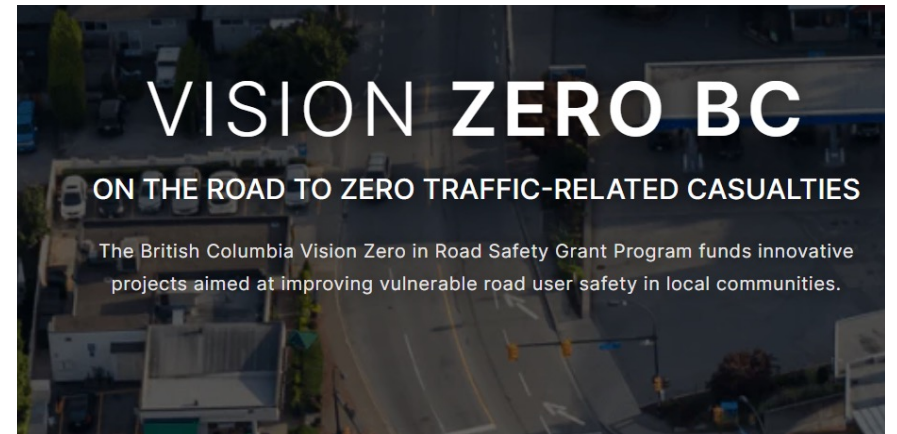 VISION ZERO BC
ON THE ROAD TO ZERO TRAFFIC-RELATED CASUALTIES
The British Columbia Vision Zero in Road Safety Grant Program funds innovative
projects aimed at improving vulnerable road user safety in local communities.